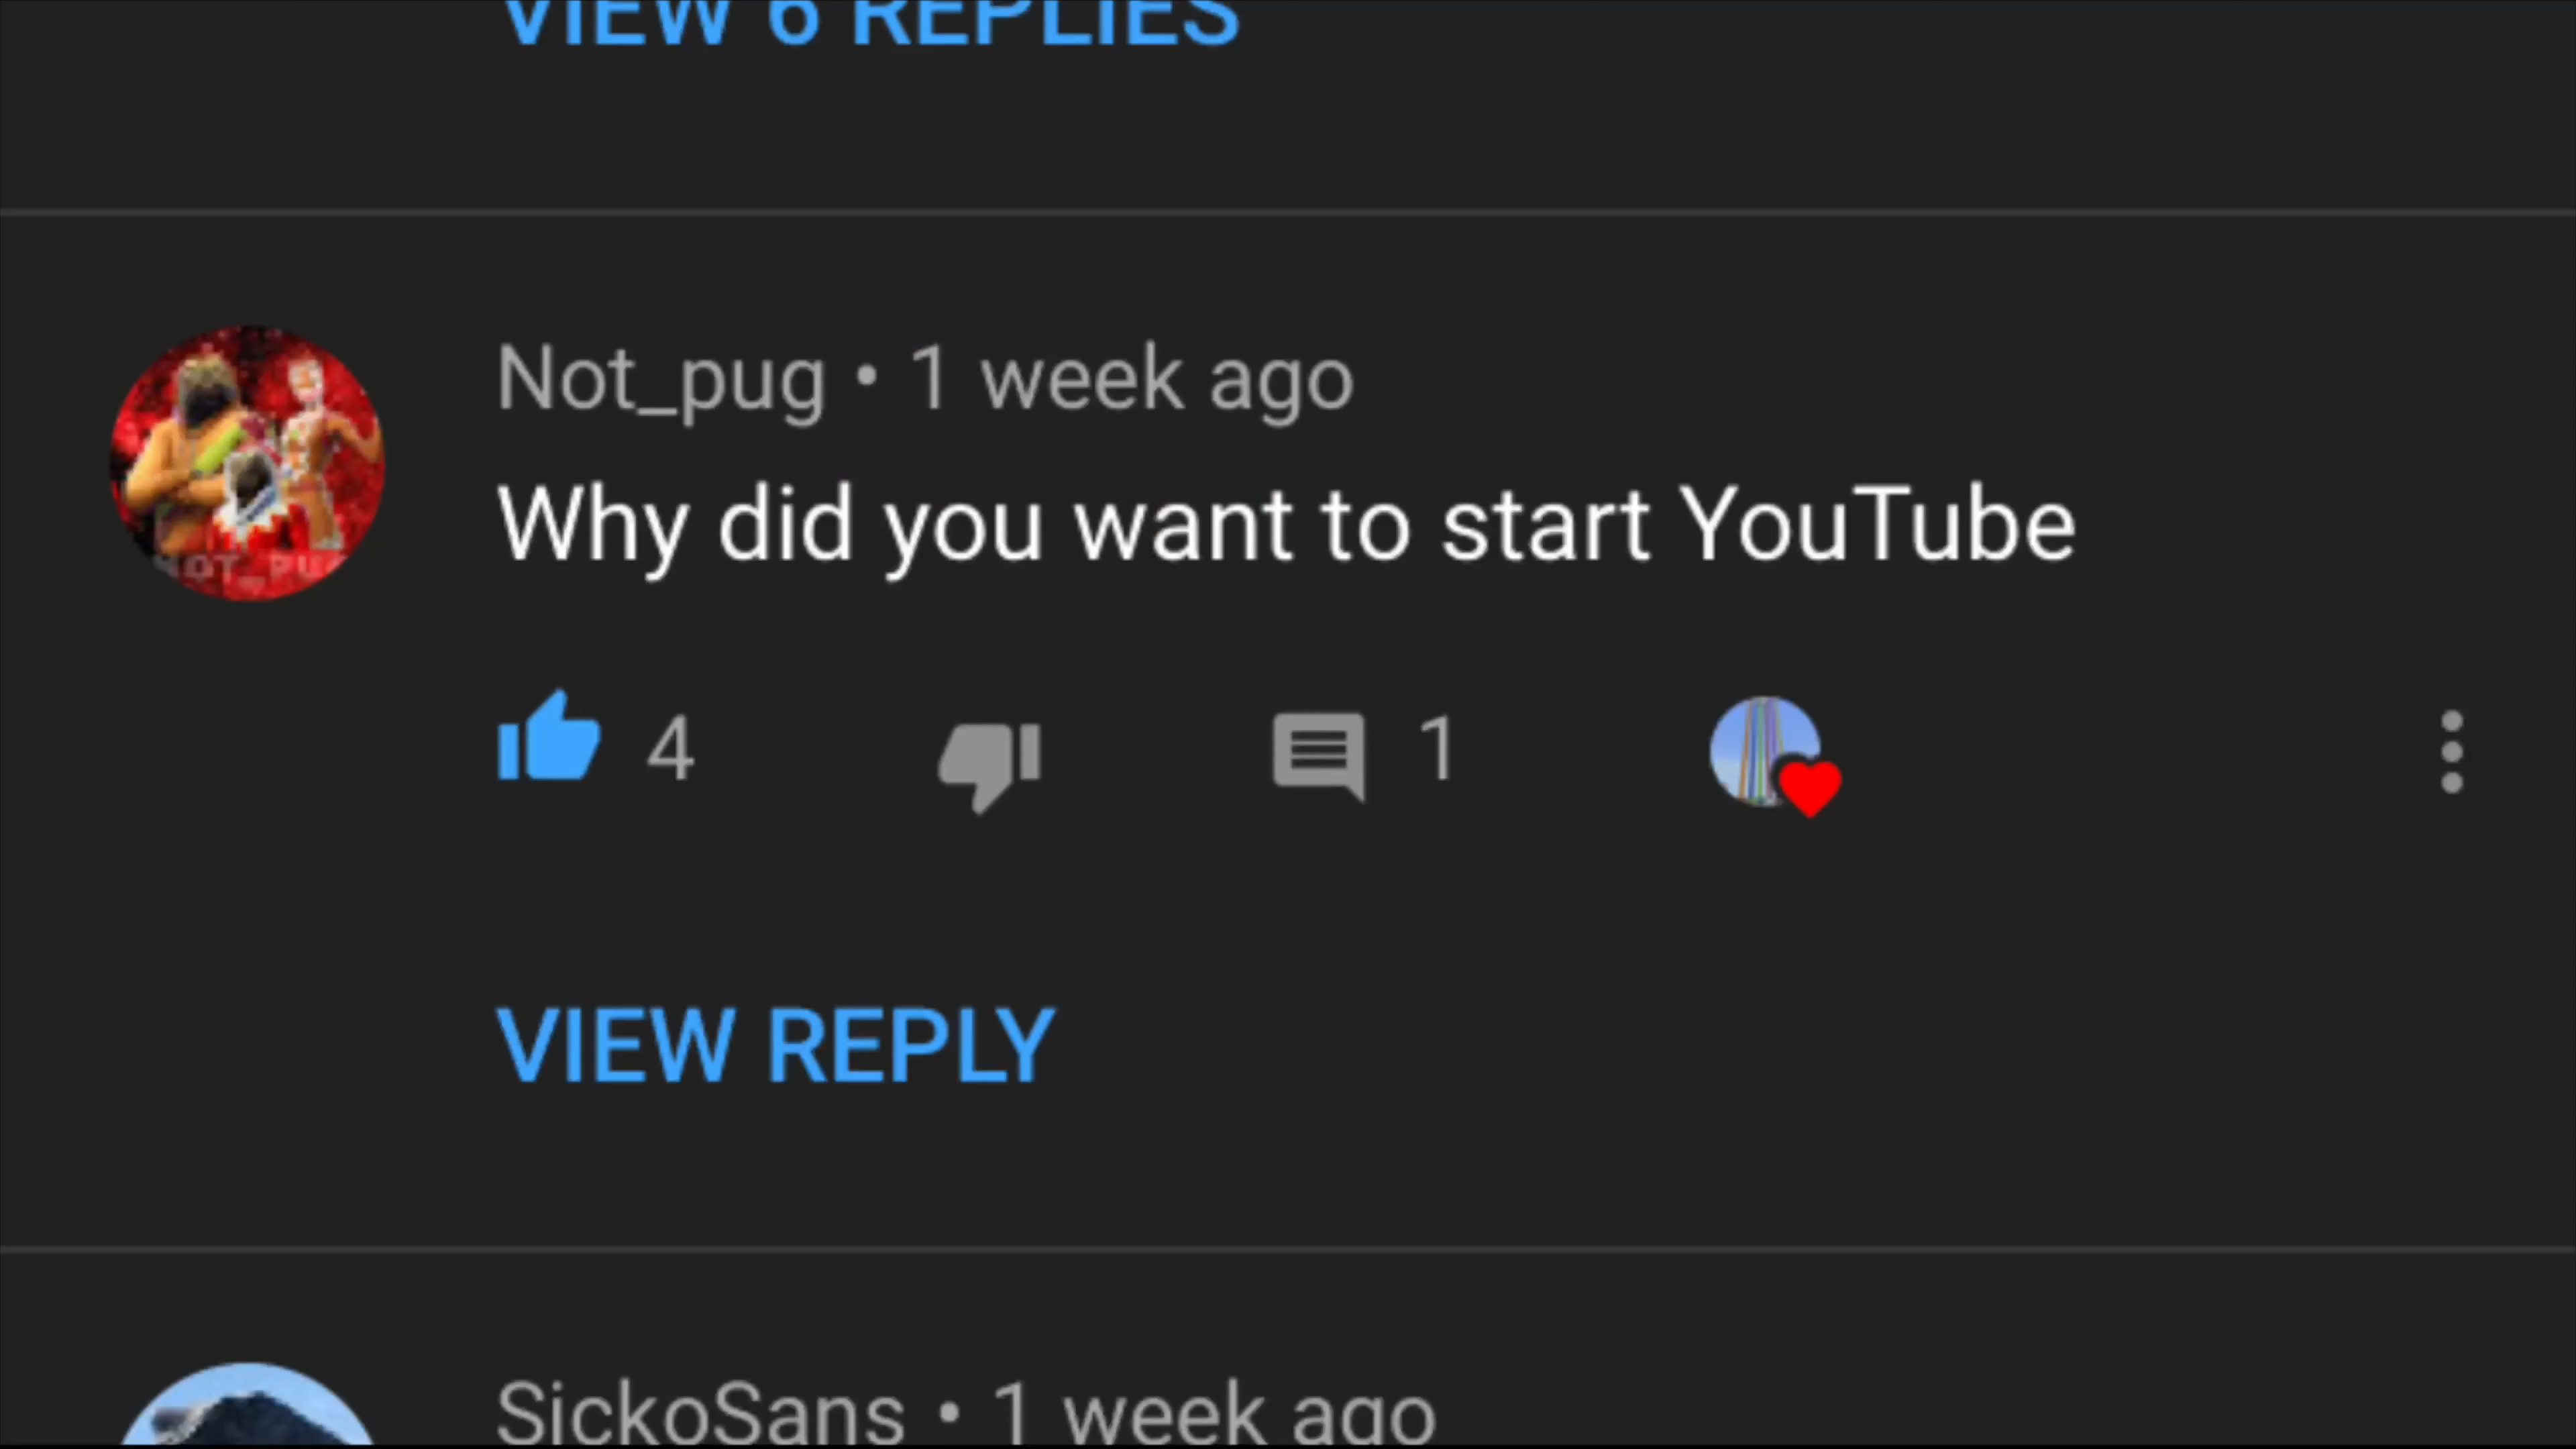 VIEW 6 REPLIES
Not_pug • 1 week ago
Why did you want to start YouTube
4
1
NOT_PUG
VIEW REPLY
SickoSans • 1 week ago